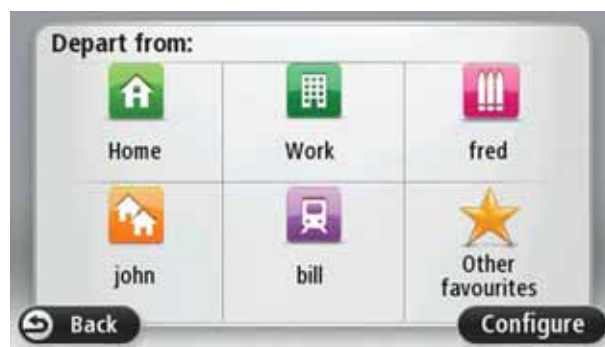 Depart from:
Home
Work
fred
john
bill
Other
favourites
Back
Configure